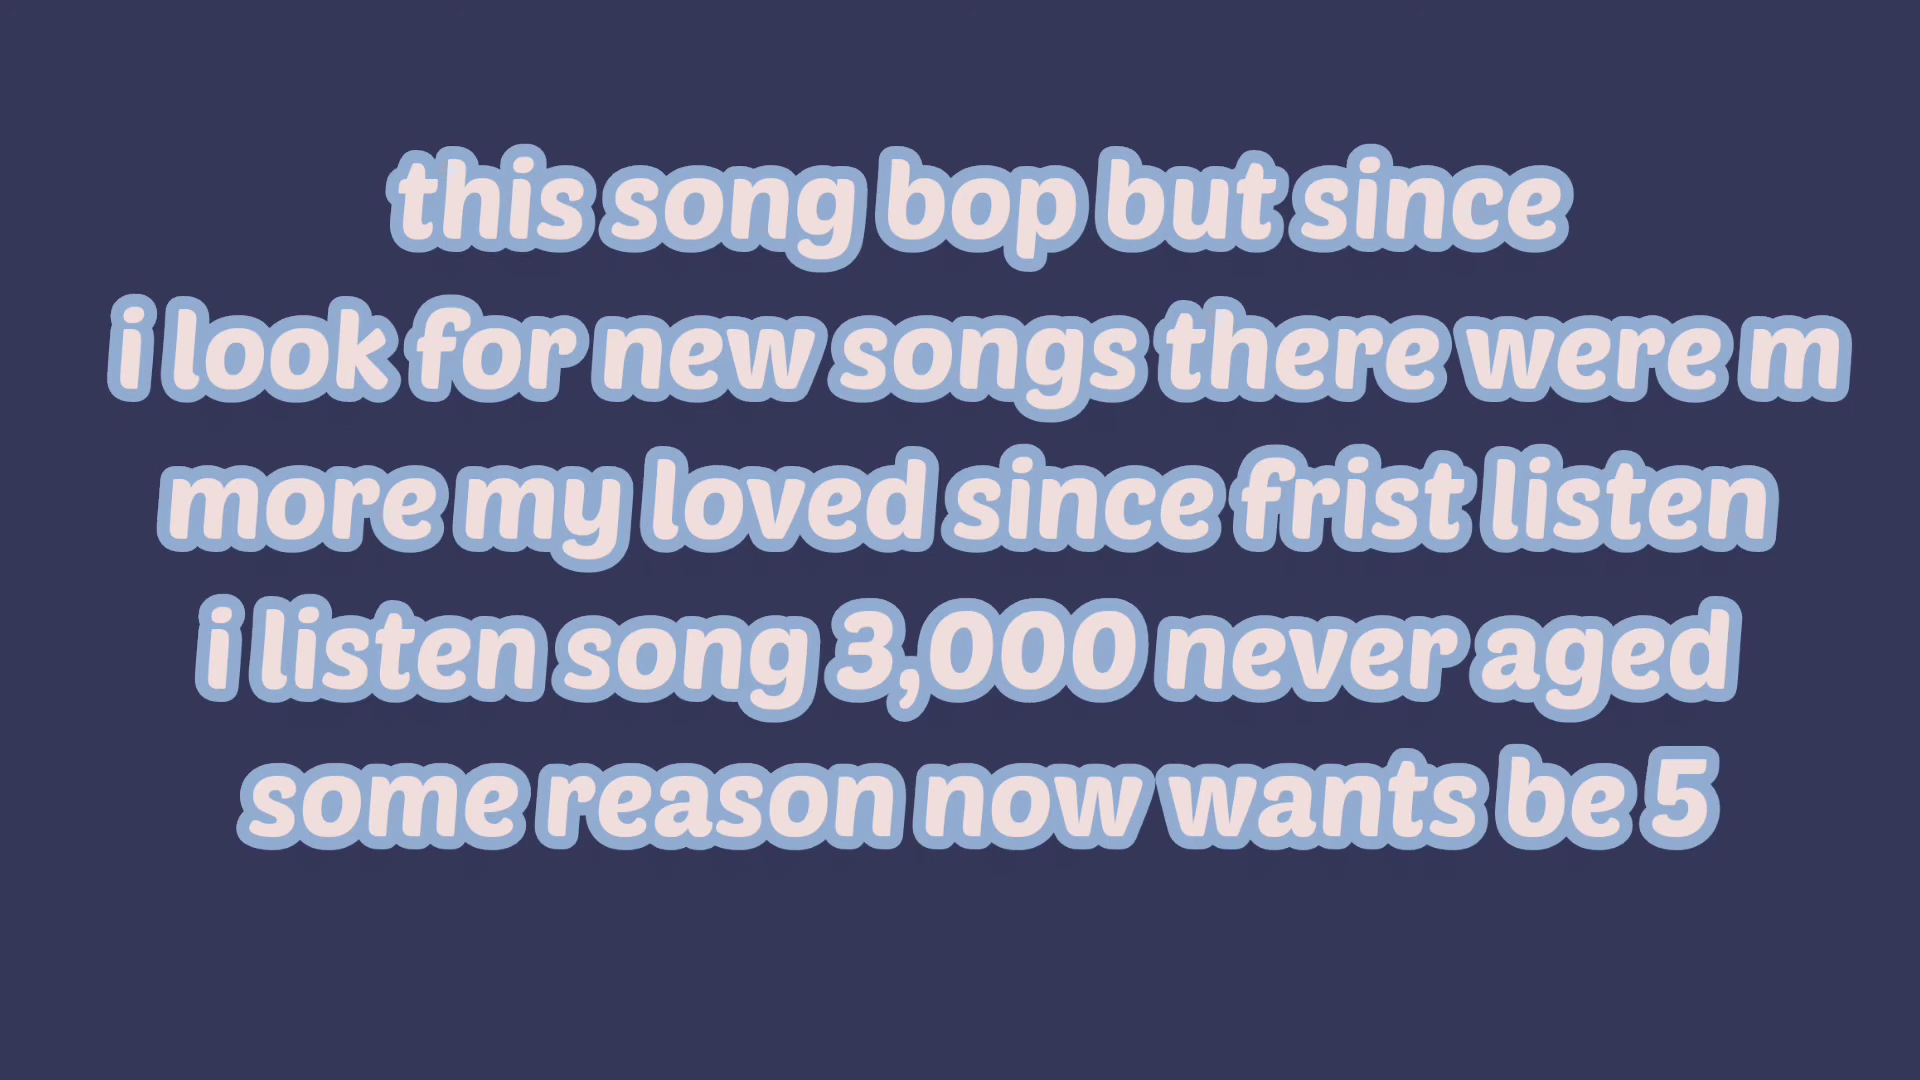 this song bop but since
i look for new songs there were m
more my loved since frist listen
i listen song 3,000 never aged
some reason now wants be 5